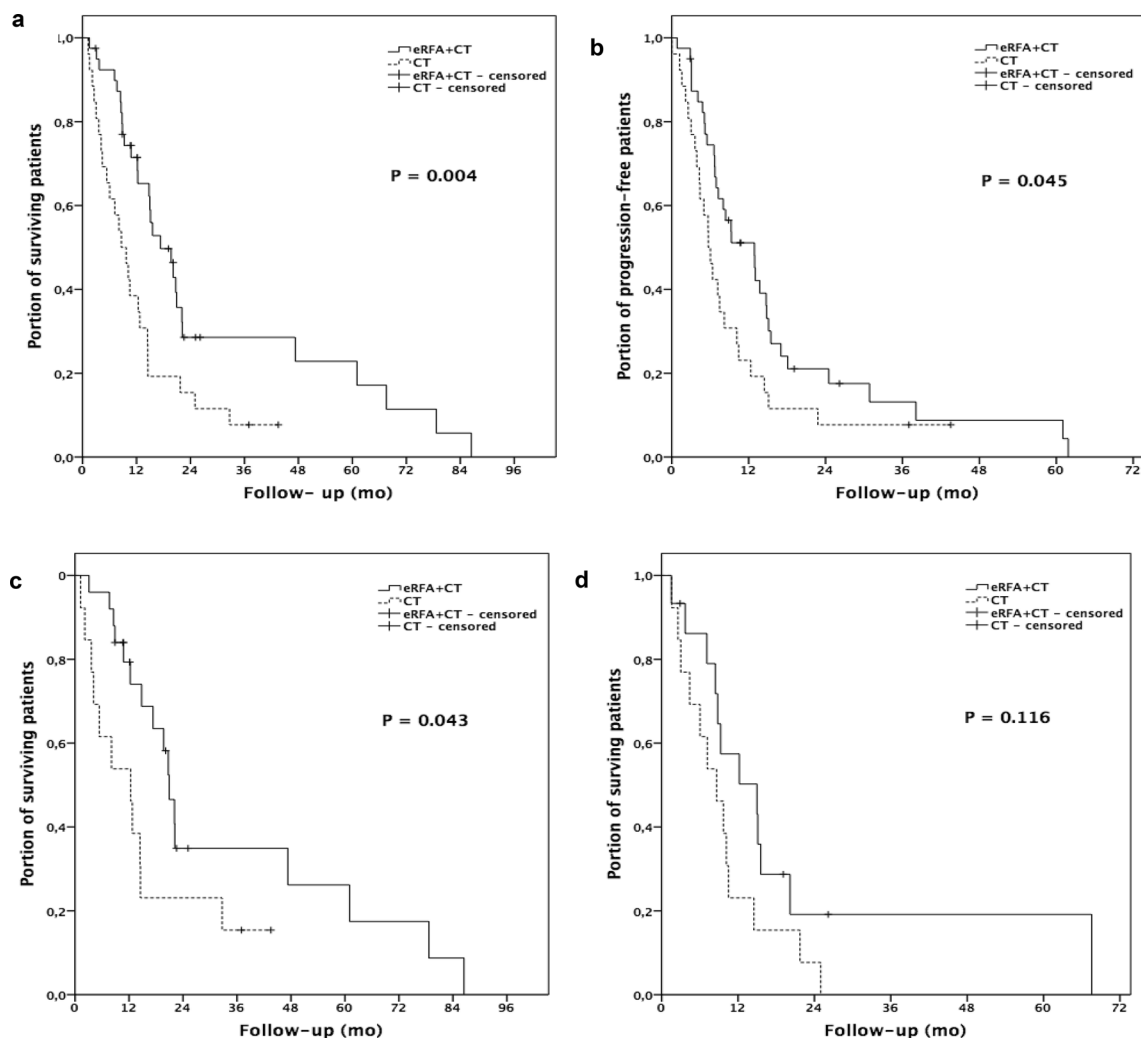 a
1,0
0,8
0,6
0,4
0,2
0,0
Portion of surviving patients
eRFA+CT
CT
eRFA+CT - censored
CT - censored
P = 0.004
0 12 24 36 48 60 72 84 96
Follow- up (mo)
b
1,0
0,8
0,6
0,4
0,2
0,0
Portion of progression-free patients
eRFA+CT
CT
eRFA+CT - censored
CT - censored
P = 0.045
0 12 24 36 48 60 72
Follow-up (mo)
c
0
0,8
0,6
0,4
0,2
0,0
Portion of surviving patients
eRFA+CT
CT
eRFA+CT - censored
CT - censored
P = 0.043
0 12 24 36 48 60 72 84 96
Follow-up (mo)
d
1,0
0,8
0,6
0,4
0,2
0,0
Portion of surving patients
eRFA+CT
CT
eRFA+CT - censored
CT - censored
P = 0.116
0 12 24 36 48 60 72
Follow-up (mo)